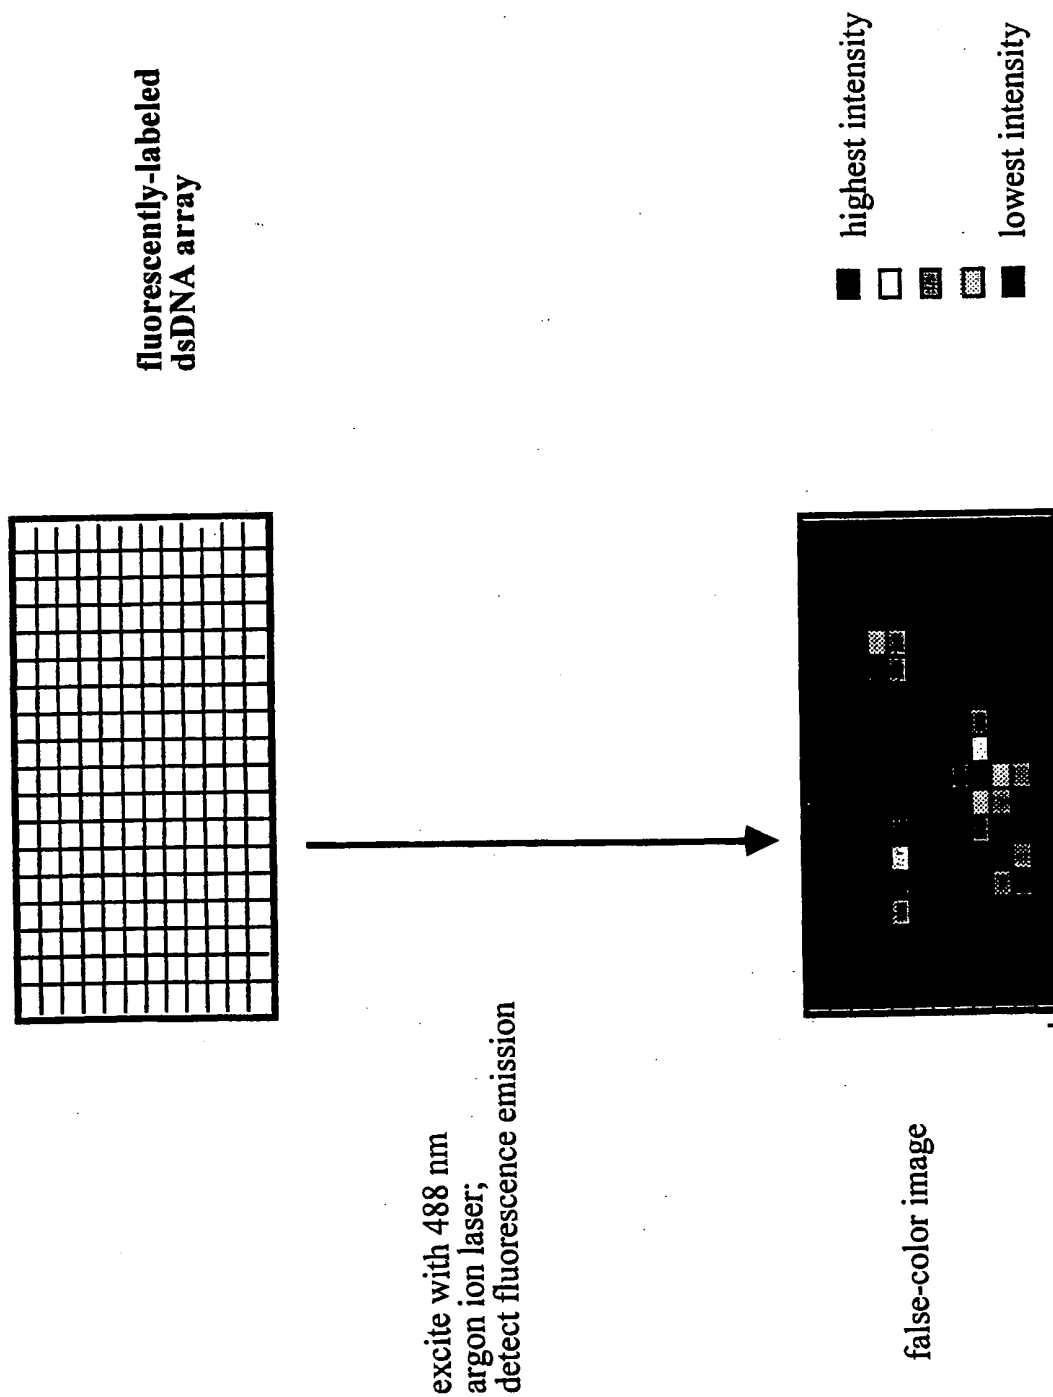 fluorescently-labeled
dsDNA array
excite with 488 nm
argon ion laser;
detect fluorescence emission
false-color image
highest intensity
lowest intensity